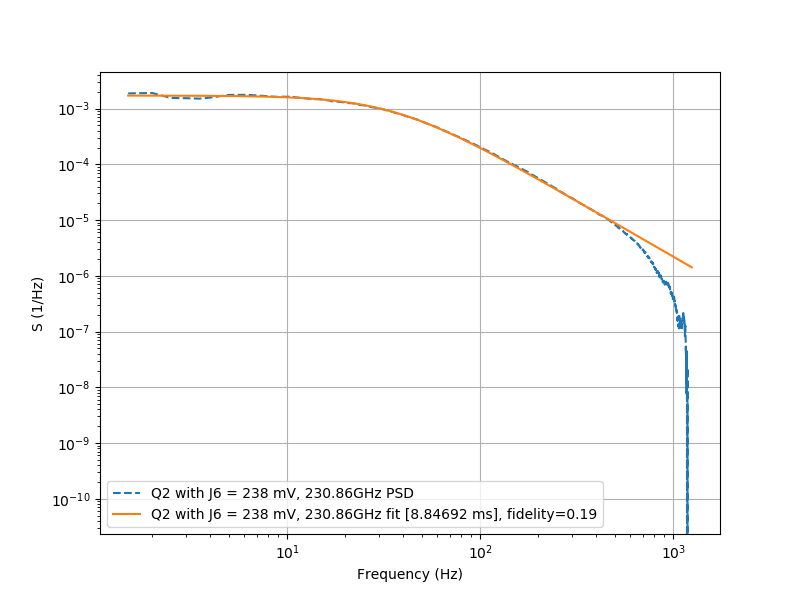 10⁻³
10⁻⁴
10⁻⁵
10⁻⁶
10⁻⁷
10⁻⁸
10⁻⁹
10⁻¹⁰
S (1/Hz)
Q2 with J6 = 238 mV, 230.86GHz PSD
Q2 with J6 = 238 mV, 230.86GHz fit [8.84692 ms], fidelity=0.19
10¹ 10² 10³
Frequency (Hz)